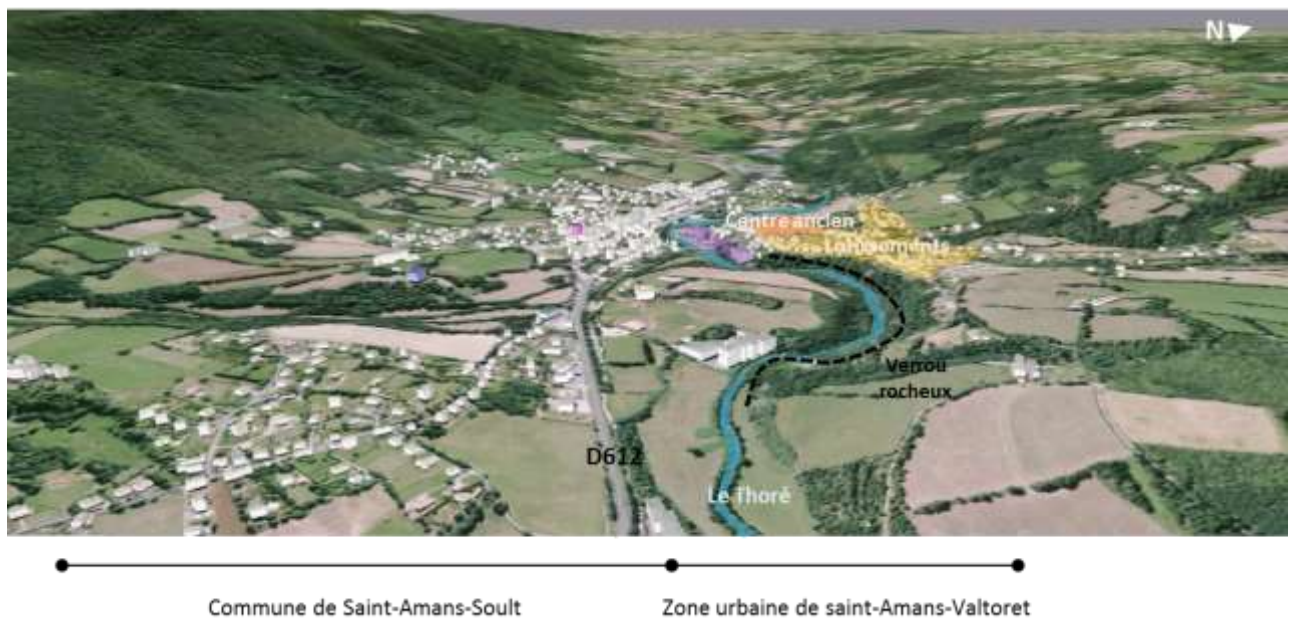 N
Centre ancien
Lotissements
Verrou
rocheux
D612
Le Thoré
Commune de Saint-Amans-Soult
Zone urbaine de saint-Amans-Valtoret